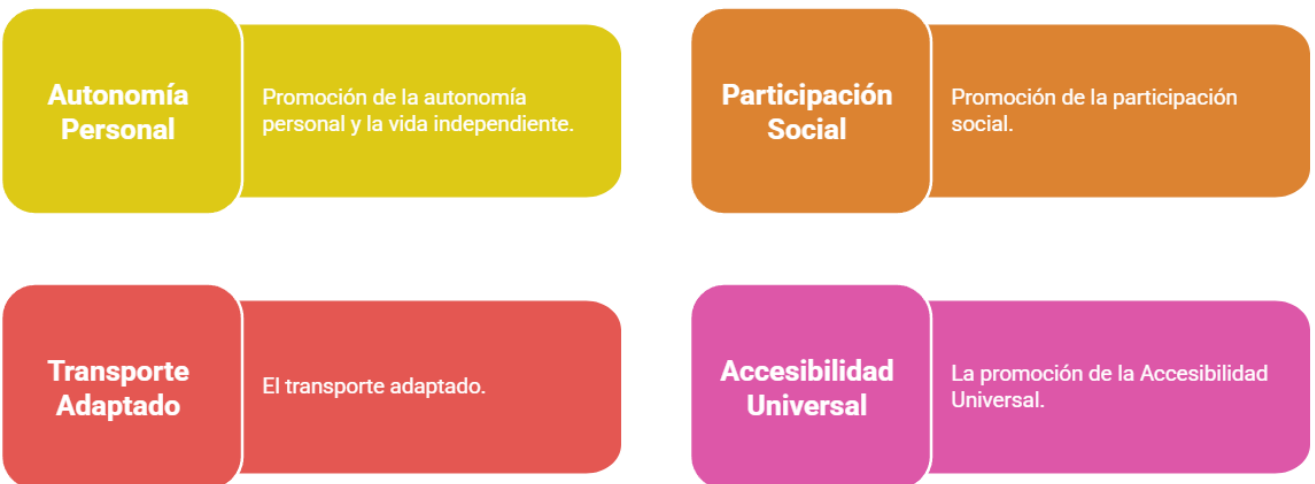 Autonomía
Personal
Promoción de la autonomía
personal y la vida independiente.
Participación
Social
Promoción de la participación
social.
Transporte
Adaptado
El transporte adaptado.
Accesibilidad
Universal
La promoción de la Accesibilidad
Universal.